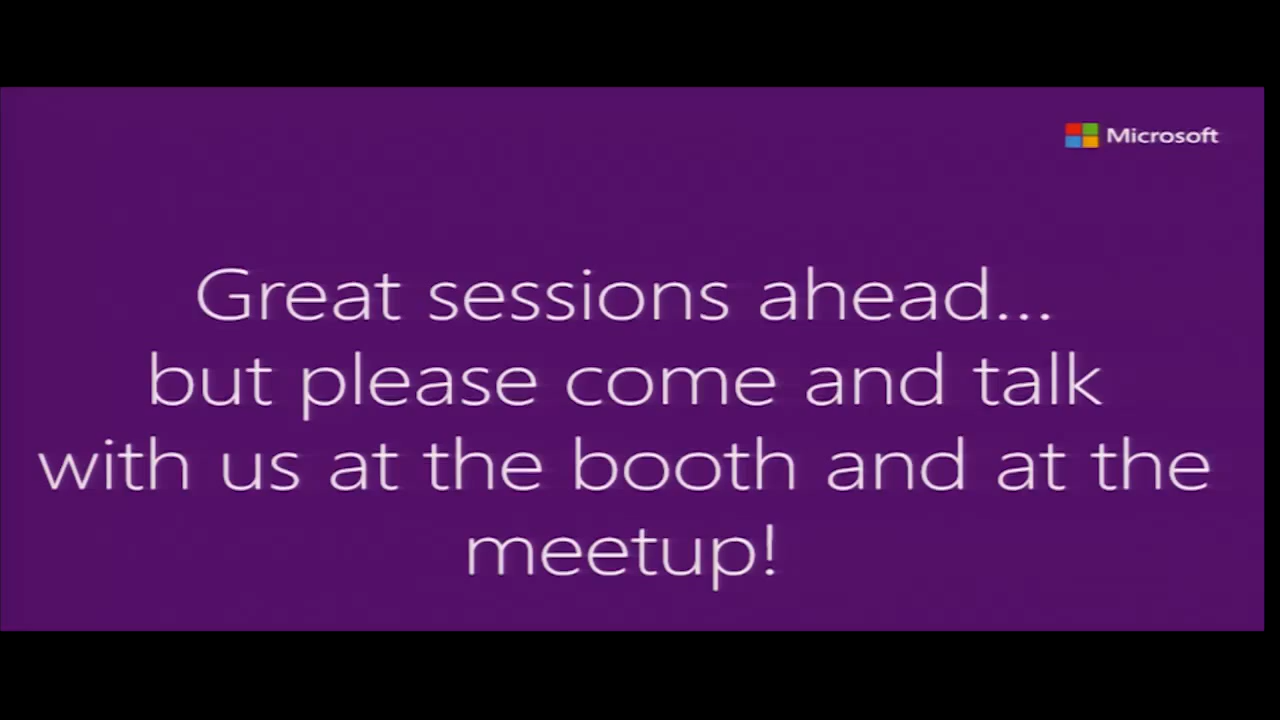 Microsoft
Great sessions ahead...
but please come and talk
with us at the booth and at the
meetup!